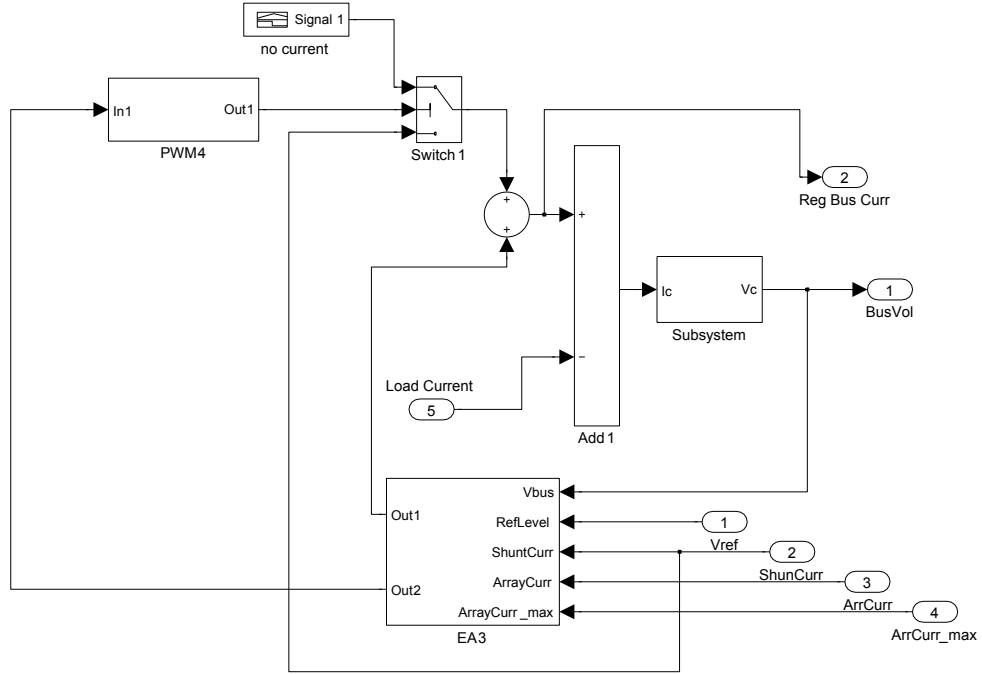 Signal 1
no current
In1
Out1
PWM4
Switch 1
+
+
+
2
Reg Bus Curr
Ic
Vc
Subsystem
1
BusVol
−
Load Current
5
Add 1
Vbus
Out1
RefLevel
1
Vref
ShuntCurr
2
ShunCurr
ArrayCurr
3
ArrCurr
Out2
ArrayCurr_max
4
ArrCurr_max
EA3